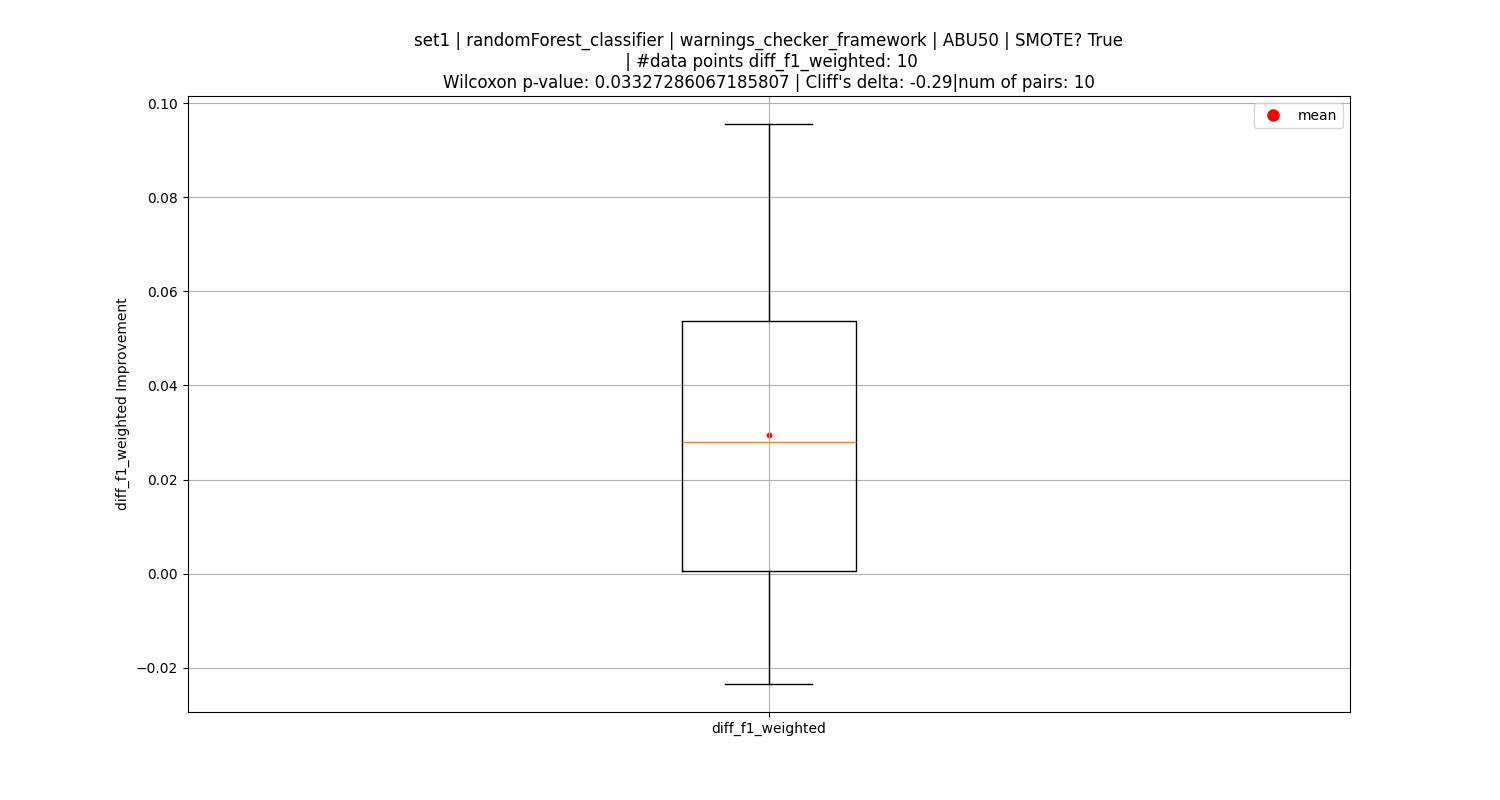 set1 | randomForest_classifier | warnings_checker_framework | ABU50 | SMOTE? True
| #data points diff_f1_weighted: 10
Wilcoxon p-value: 0.03327286067185807 | Cliff's delta: -0.29|num of pairs: 10
mean
0.10
0.08
0.06
0.04
0.02
0.00
−0.02
diff_f1_weighted Improvement
diff_f1_weighted